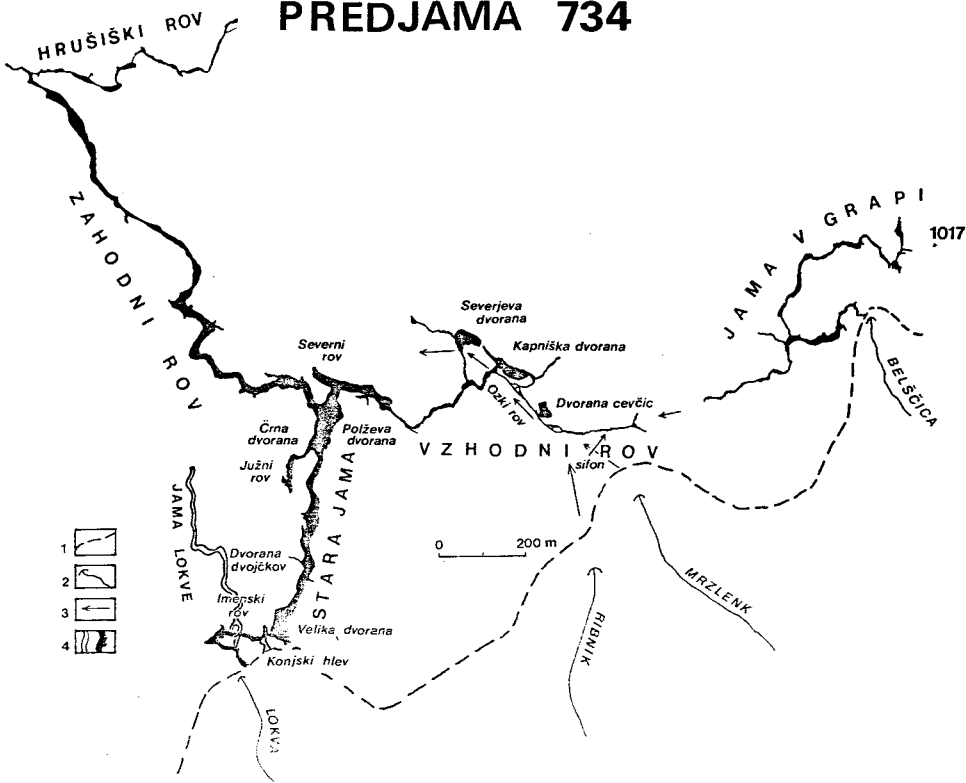 PREDJAMA 734
HRUŠIŠKI ROV
ZAHODNI ROV
JAMA V GRAPI
1017
Severjeva
dvorana
Severni
rov
Kapniška dvorana
BELŠČICA
Ozki rov
Dvorana cevčic
Črna
dvorana
Polževa
dvorana
VZHODNI ROV
Južni
rov
sifon
JAMA LOKVE
STARA JAMA
0 200 m
1
Dvorana
dvojčkov
2
MRZLENK
Imenski
rov
3
RIBNIK
Velika dvorana
4
Konjski hlev
LOKVA